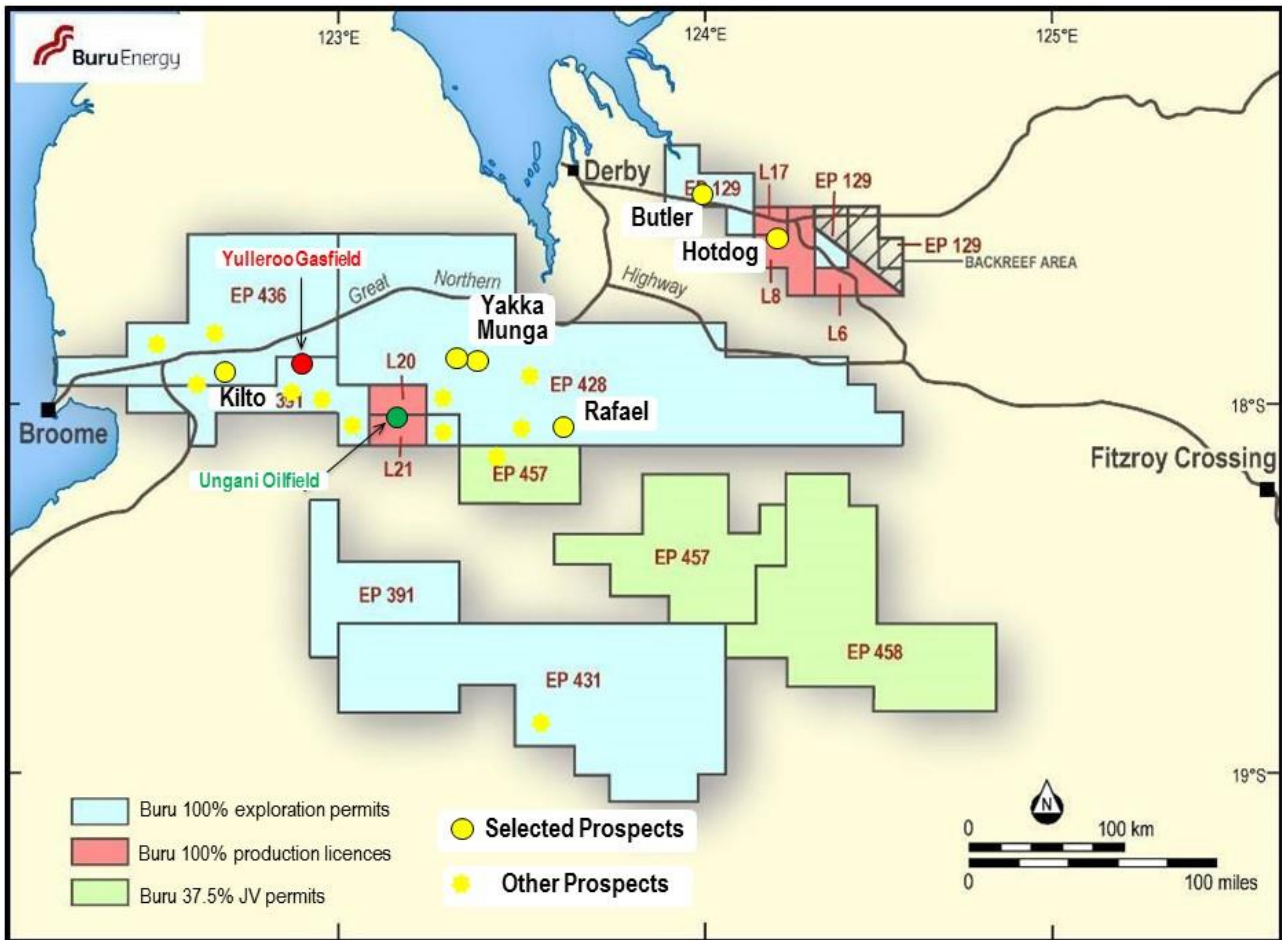 BuruEnergy
123°E
124°E
125°E
Derby
L17
EP 129
EP 129
Butler
Hotdog
EP 129
BACKREEF AREA
Yulleroo Gasfield
EP 436
Great
Northern
Highway
Yakka
Munga
L8
L6
L20
EP 428
Kilto
391
Rafael
18°S
Broome
Ungani Oilfield
L21
EP 457
Fitzroy Crossing
EP 457
EP 391
EP 458
EP 431
19°S
Buru 100% exploration permits
Buru 100% production licences
Buru 37.5% JV permits
Selected Prospects
Other Prospects
N
0
100 km
0
100 miles